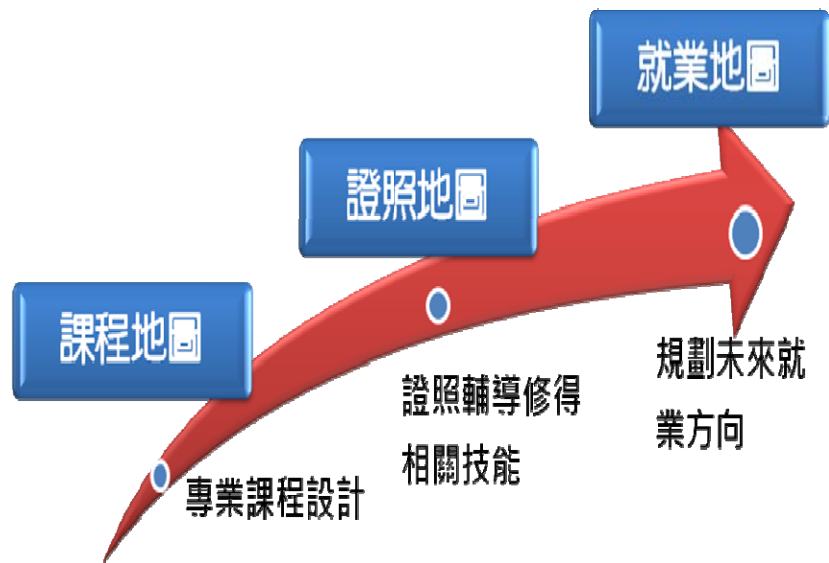 就業地圖
證照地圖
課程地圖
規劃未來就
業方向
證照輔導修得
相關技能
專業課程設計